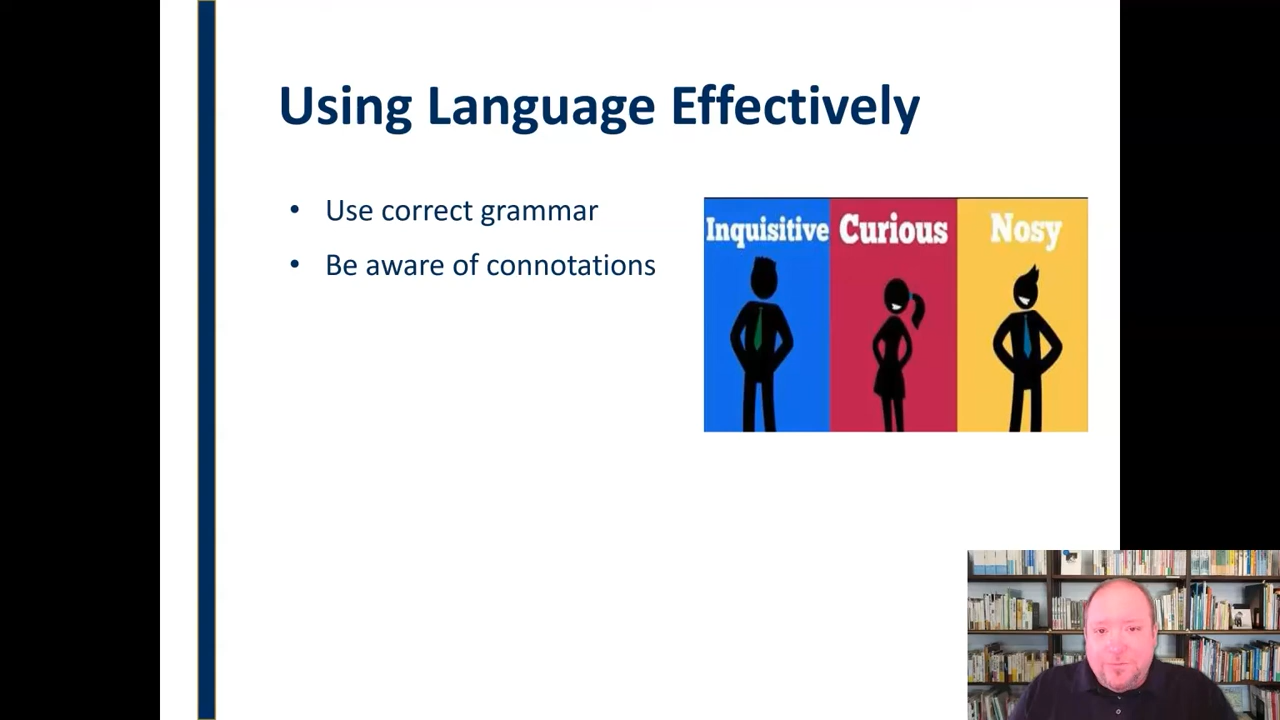 Using Language Effectively
• Use correct grammar
• Be aware of connotations
Inquisitive Curious Nosy